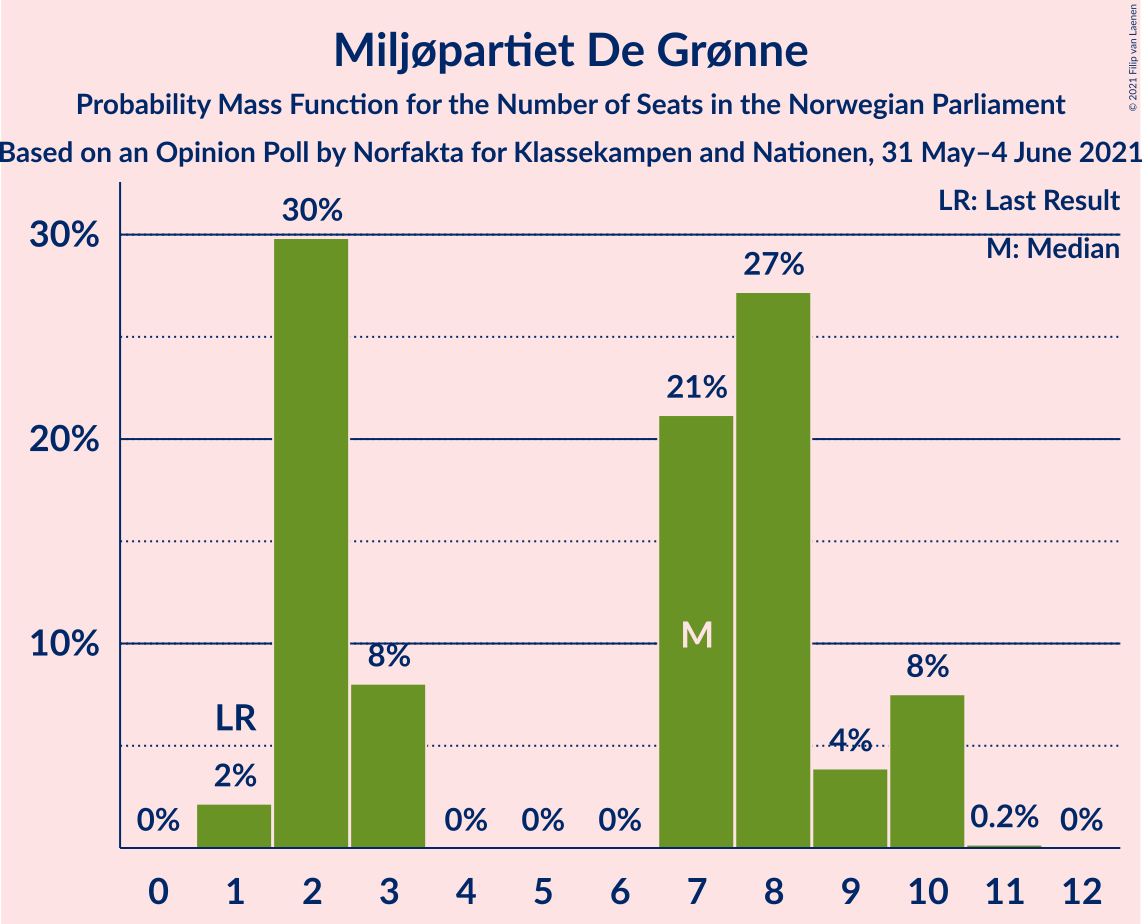 Miljøpartiet De Grønne
Probability Mass Function for the Number of Seats in the Norwegian Parliament
Based on an Opinion Poll by Norfakta for Klassekampen and Nationen, 31 May–4 June 2021
© 2021 Filip van Laenen
LR: Last Result
M: Median
30%
20%
10%
0%
LR
2%
30%
8%
0%
0%
0%
21%
M
27%
4%
8%
0.2%
0%
0 1 2 3 4 5 6 7 8 9 10 11 12